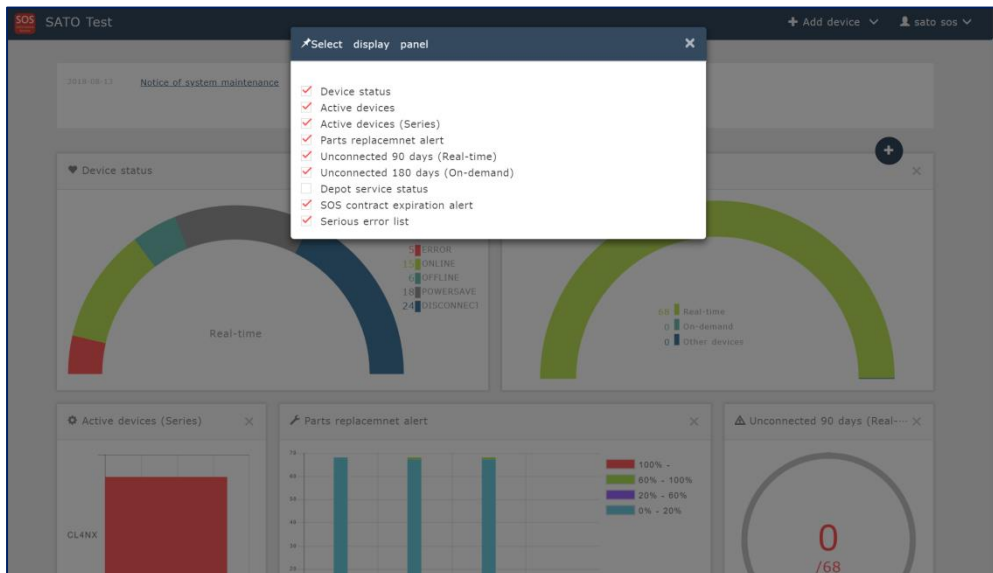 SOS
SATO Test
Add device
sato sos
Select display panel
2018-09-13 Notice of system maintenance
Device status
Active devices
Active devices (Series)
Parts replacemnet alert
Unconnected 90 days (Real-time)
Unconnected 180 days (On-demand)
Depot service status
SOS contract expiration alert
Serious error list
Device status
5 ERROR
15 ONLINE
6 OFFLINE
18 POWERSAVE
24 DISCONNECT
Real-time
68 Real-time
0 On-demand
0 Other devices
Active devices (Series)
CL4NX
Parts replacemnet alert
70
60
50
40
30
20
100% -
60% - 100%
20% - 60%
0% - 20%
Unconnected 90 days (Real-···
0
/68